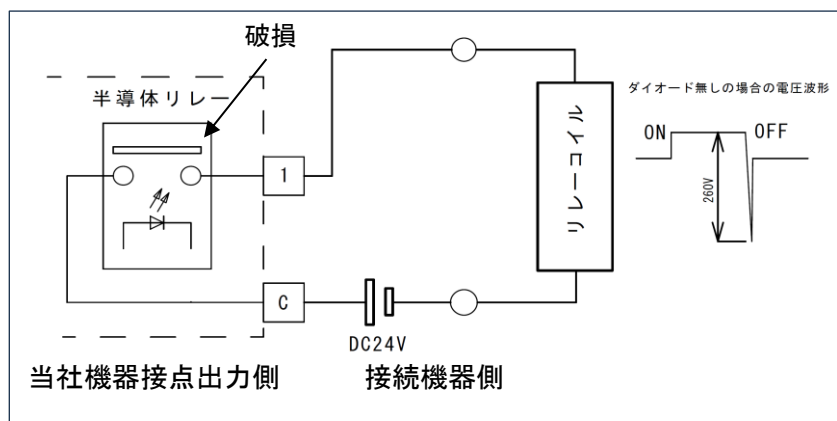 破損
半導体リレー
ダイオード無しの場合の電圧波形
ON
OFF
260V
リレーコイル
1
C
DC24V
当社機器接点出力側
接続機器側